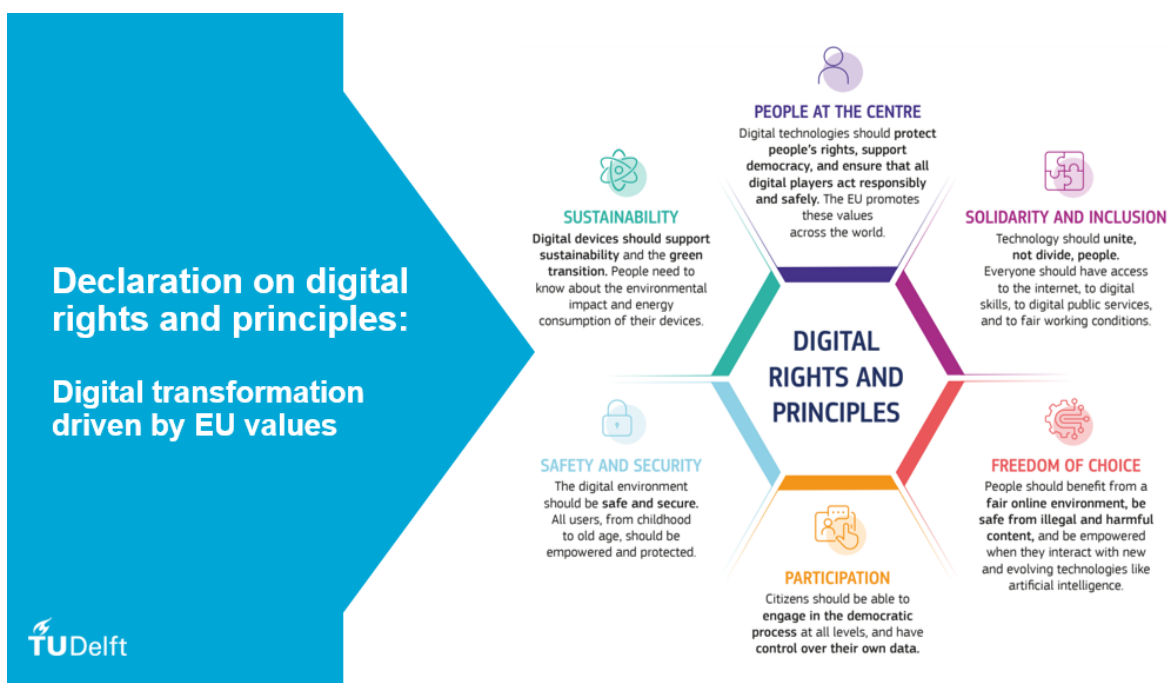 Declaration on digital
rights and principles:
Digital transformation
driven by EU values
TUDelft
PEOPLE AT THE CENTRE
Digital technologies should protect
people's rights, support
democracy, and ensure that all
digital players act responsibly
and safely. The EU promotes
these values
across the world.
SUSTAINABILITY
Digital devices should support
sustainability and the green
transition. People need to
know about the environmental
impact and energy
consumption of their devices.
SOLIDARITY AND INCLUSION
Technology should unite,
not divide, people.
Everyone should have access
to the internet, to digital
skills, to digital public services,
and to fair working conditions.
DIGITAL
RIGHTS AND
PRINCIPLES
SAFETY AND SECURITY
The digital environment
should be safe and secure.
All users, from childhood
to old age, should be
empowered and protected.
FREEDOM OF CHOICE
People should benefit from a
fair online environment, be
safe from illegal and harmful
content, and be empowered
when they interact with new
and evolving technologies like
artificial intelligence.
PARTICIPATION
Citizens should be able to
engage in the democratic
process at all levels, and have
control over their own data.